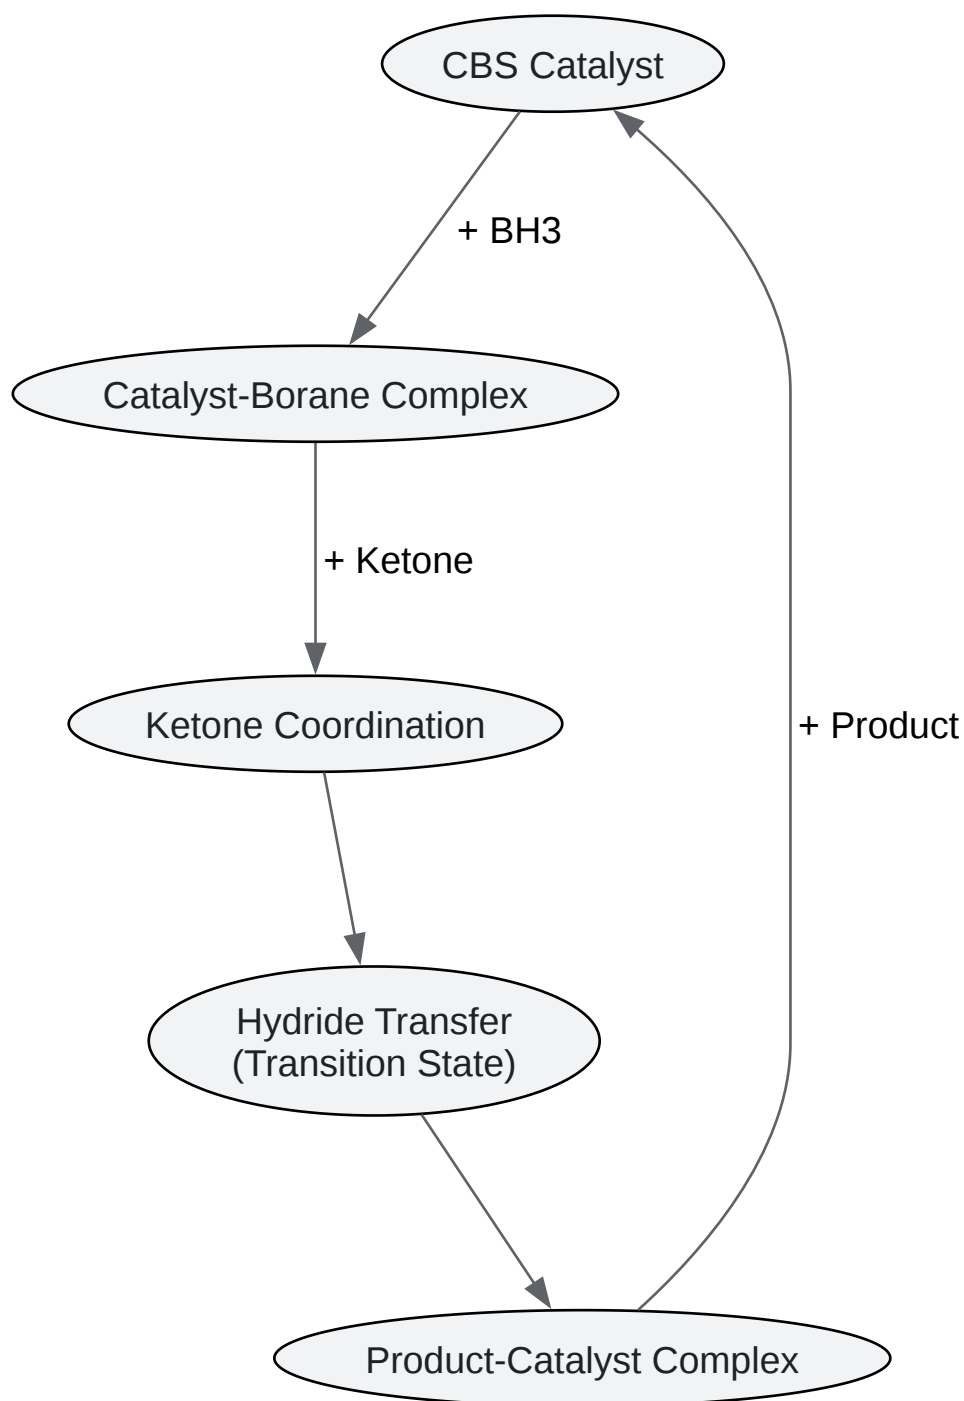 CBS Catalyst
+ BH3
Catalyst-Borane Complex
+ Ketone
Ketone Coordination
+ Product
Hydride Transfer
(Transition State)
Product-Catalyst Complex